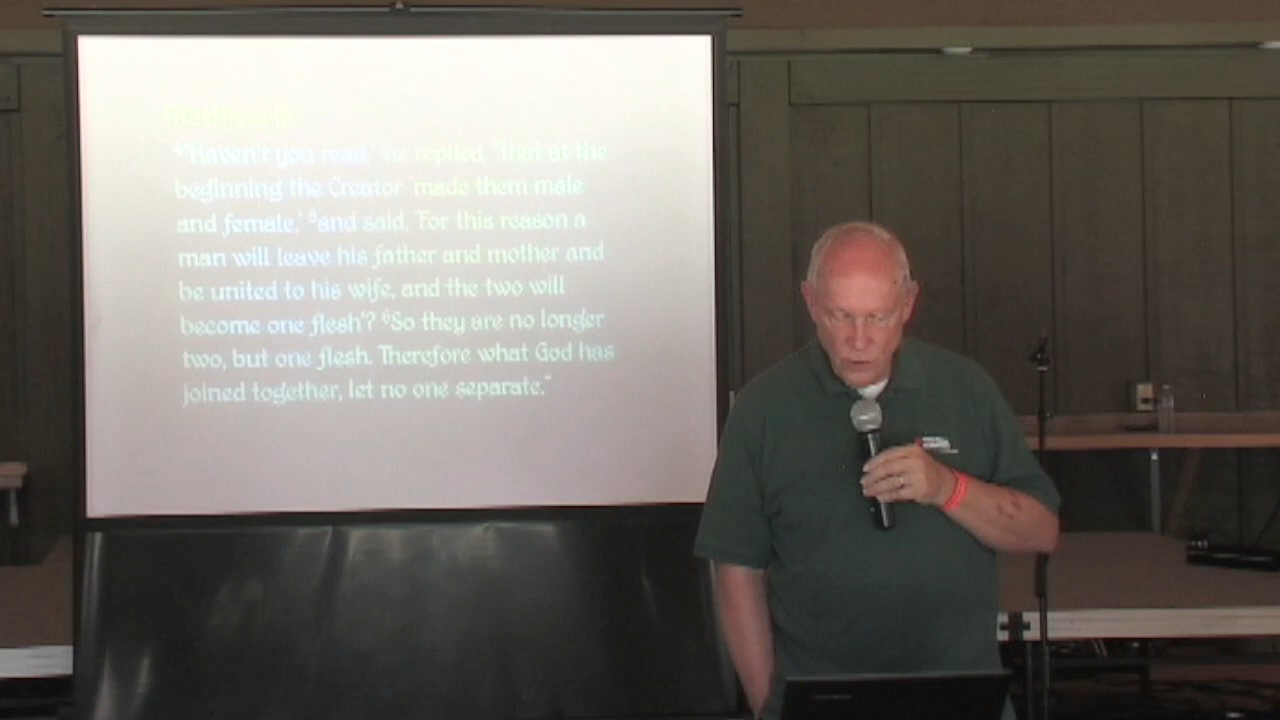 ⁴"Haven't you read," he replied, "that at the
beginning the Creator 'made them male
and female,' ⁵and said, 'For this reason a
man will leave his father and mother and
be united to his wife, and the two will
become one flesh'? ⁶So they are no longer
two, but one flesh. Therefore what God has
joined together, let no one separate."